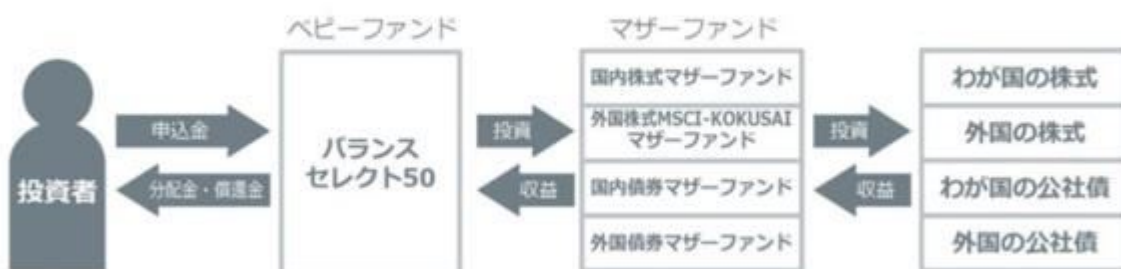 ベビーファンド
マザーファンド
投資者
申込金
分配金・償還金
バランス
セレクト50
投資
収益
国内株式マザーファンド
外国株式MSCI-KOKUSAI
マザーファンド
国内債券マザーファンド
外国債券マザーファンド
投資
収益
わが国の株式
外国の株式
わが国の公社債
外国の公社債